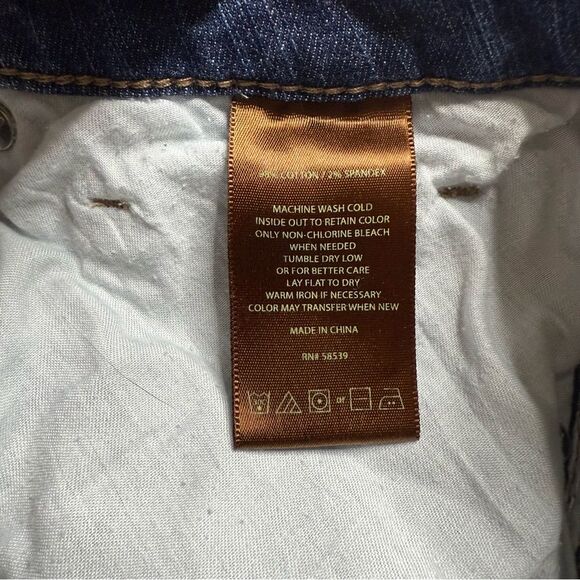 98% COTTON / 2% SPANDEX
MACHINE WASH COLD
INSIDE OUT TO RETAIN COLOR
ONLY NON-CHLORINE BLEACH
WHEN NEEDED
TUMBLE DRY LOW
OR FOR BETTER CARE
LAY FLAT TO DRY
WARM IRON IF NECESSARY
COLOR MAY TRANSFER WHEN NEW
MADE IN CHINA
RN# 58539
or